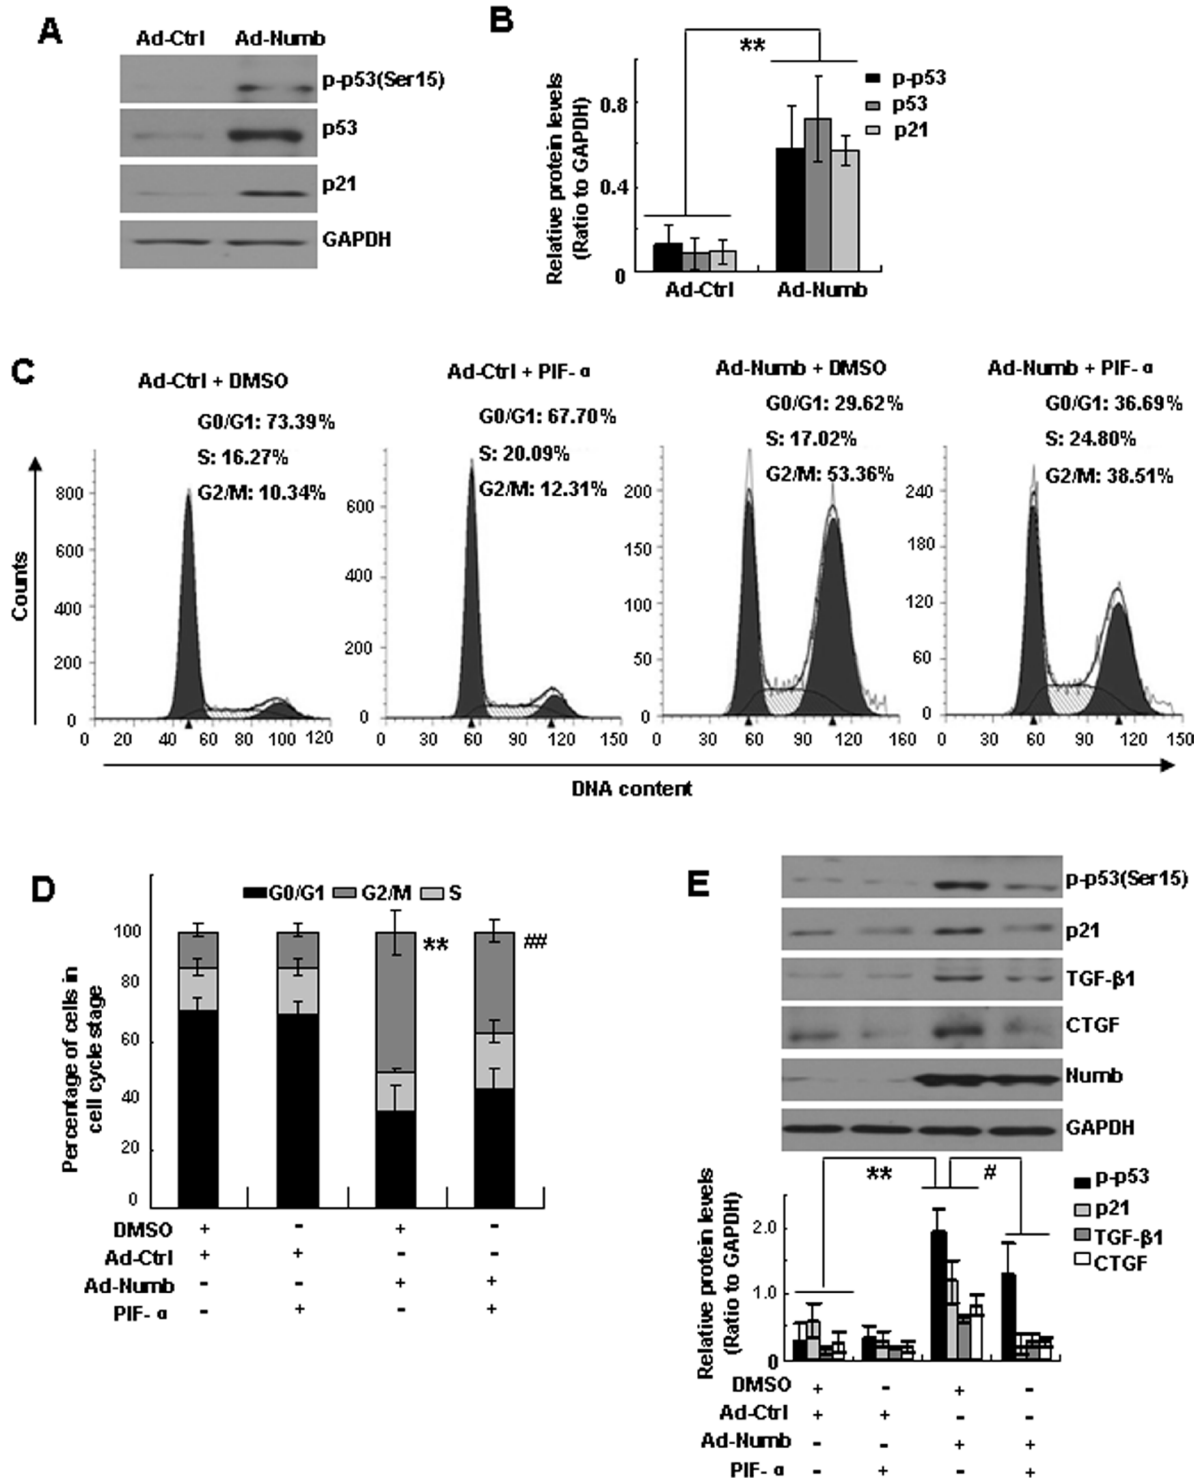 A
Ad-Ctrl Ad-Numb
p-p53(Ser15)
p53
p21
GAPDH
B
**
Relative protein levels
(Ratio to GAPDH)
0.8
0.4
0
p-p53
p53
p21
Ad-Ctrl Ad-Numb
C
Ad-Ctrl + DMSO
G0/G1: 73.39%
S: 16.27%
G2/M: 10.34%
Ad-Ctrl + PIF- α
G0/G1: 67.70%
S: 20.09%
G2/M: 12.31%
Ad-Numb + DMSO
G0/G1: 29.62%
S: 17.02%
G2/M: 53.36%
Ad-Numb + PIF- α
G0/G1: 36.69%
S: 24.80%
G2/M: 38.51%
Counts
800
600
400
200
0
0 20 40 60 80 100 120
600
400
200
0
0 30 60 90 120 150
200
150
100
50
0
0 30 60 90 120 160
240
180
120
60
0
0 30 60 90 120 150
DNA content
D
G0/G1 G2/M S
Percentage of cells in
cell cycle stage
100
80
60
40
20
0
** ##
DMSO + - + -
Ad-Ctrl + + - -
Ad-Numb - - + +
PIF- α - + - +
E
p-p53(Ser15)
p21
TGF-β1
CTGF
Numb
GAPDH
** #
Relative protein levels
(Ratio to GAPDH)
2.0
1.0
0
p-p53
p21
TGF-β1
CTGF
DMSO + - + -
Ad-Ctrl + + - -
Ad-Numb - - + +
PIF- α - + - +